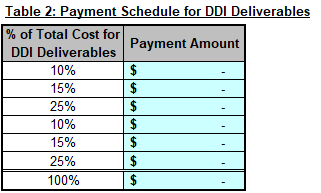 Table 2: Payment Schedule for DDI Deliverables
% of Total Cost for
DDI Deliverables
Payment Amount
10% $ -
15% $ -
25% $ -
10% $ -
15% $ -
25% $ -
100% $ -